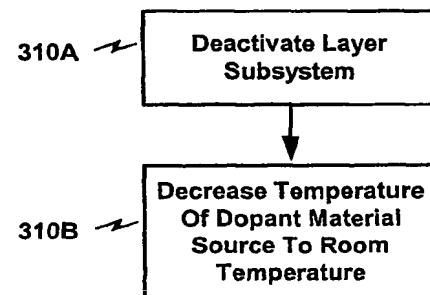 310A
Deactivate Layer
Subsystem
310B
Decrease Temperature
Of Dopant Material
Source To Room
Temperature